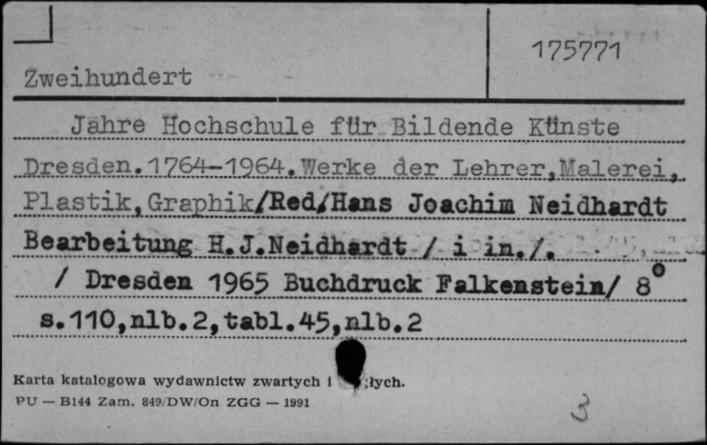 175771
Zweihundert
Jahre Hochschule für Bildende Künste
Dresden.1764-1964.Werke der Lehrer,Malerei,
Plastik,Graphik/Red/Hans Joachim Neidhardt
Bearbeitung H.J.Neidhardt / i in./.
/ Dresden 1965 Buchdruck Falkenstein/ 8°
s.110,nlb.2,tabl.45,nlb.2
Karta katalogowa wydawnictw zwartych i
PU — B144 Zam. 849/DW/On ZGG — 1991
3